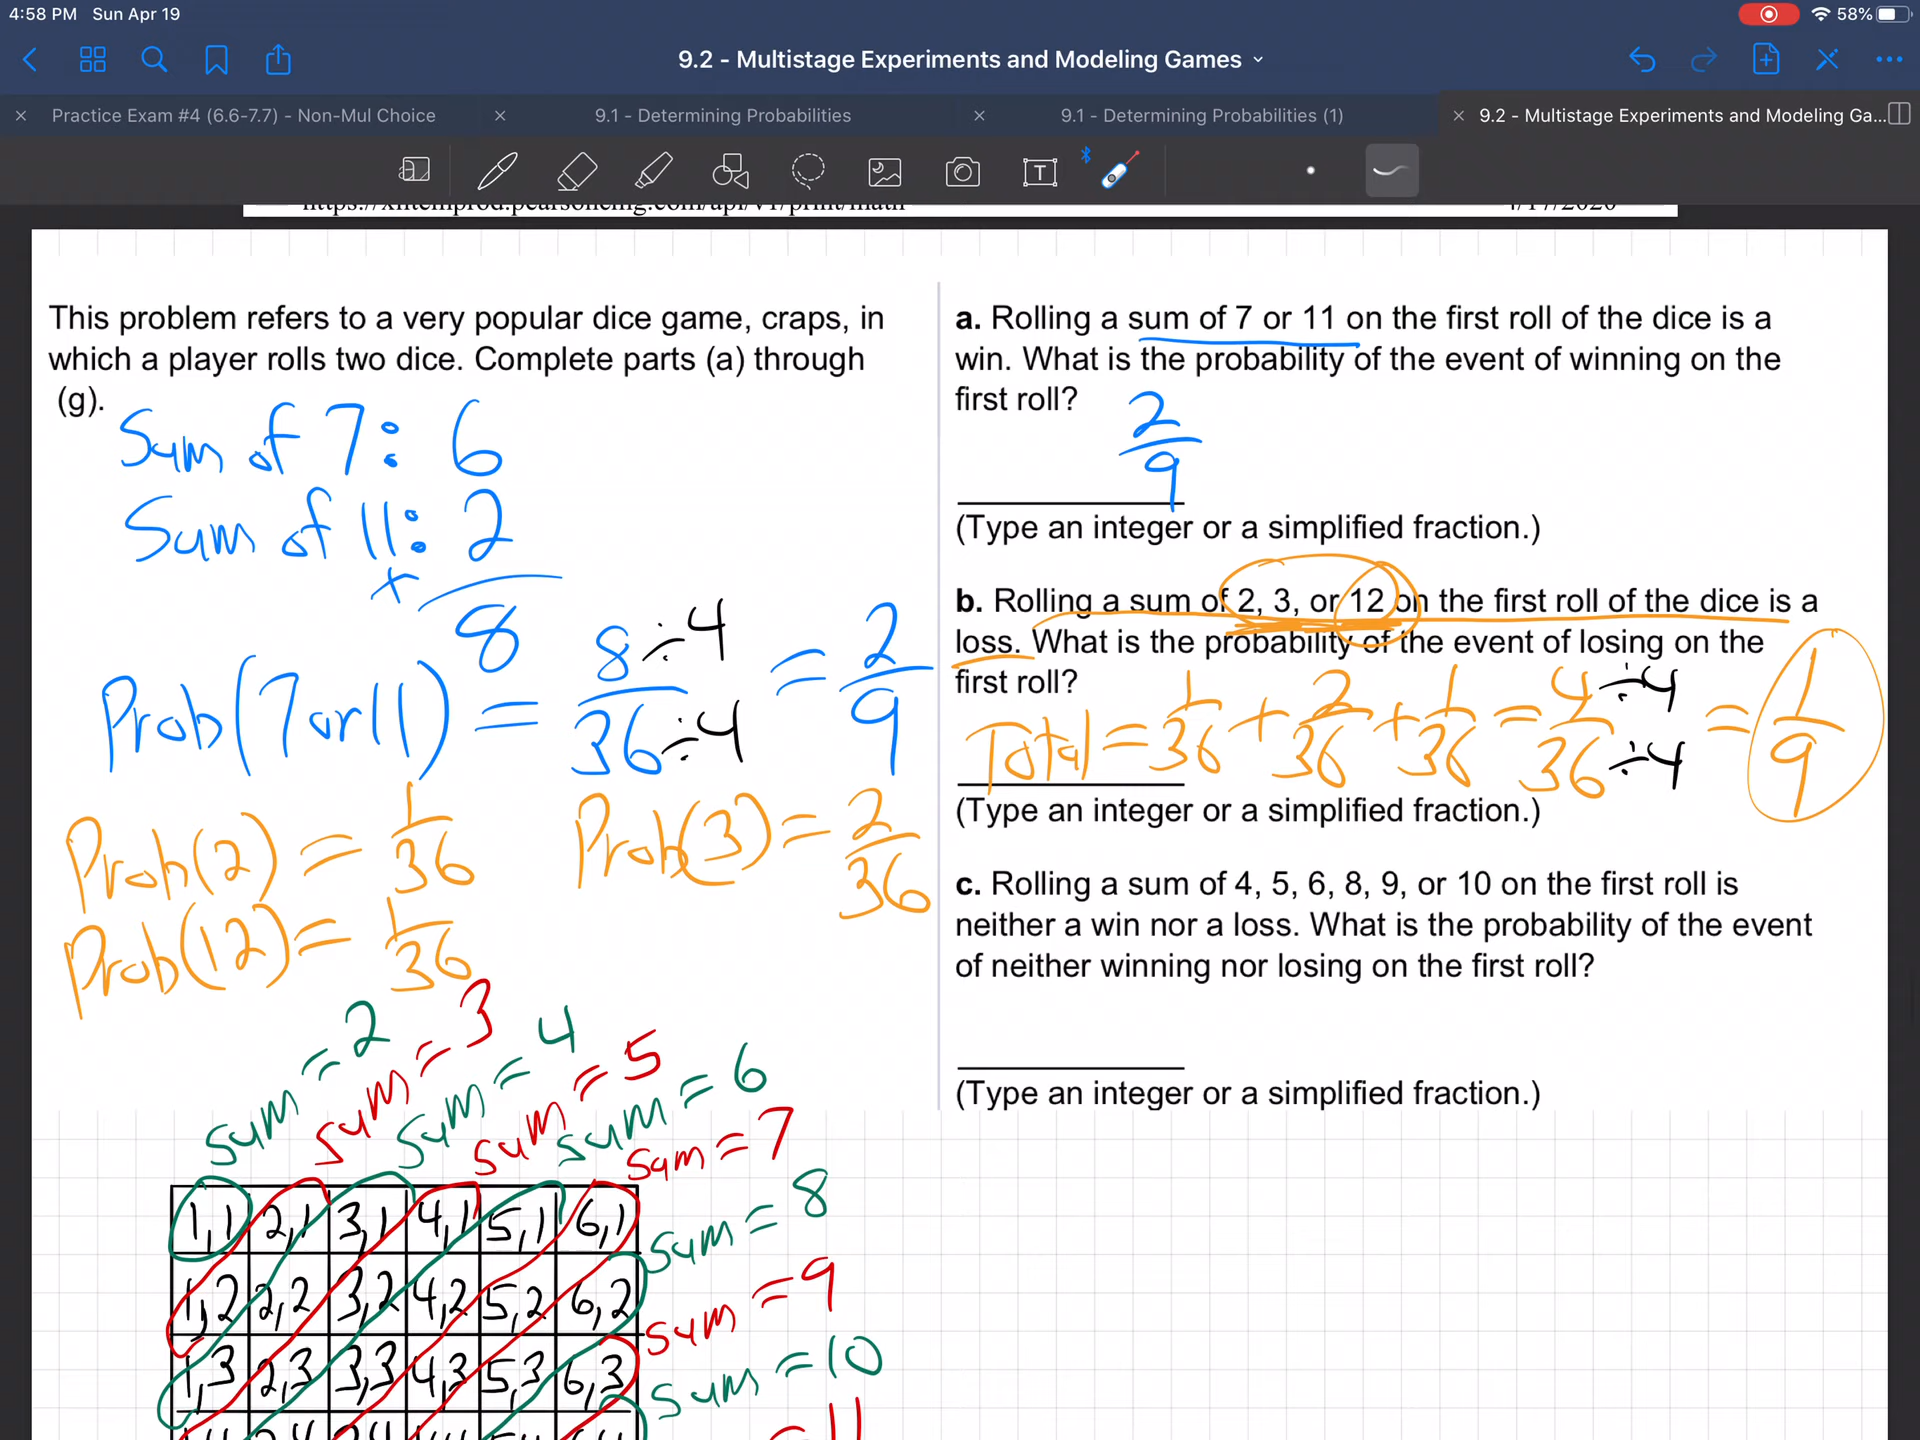 4:58 PM Sun Apr 19
58%
9.2 - Multistage Experiments and Modeling Games
Practice Exam #4 (6.6-7.7) - Non-Mul Choice
9.1 - Determining Probabilities
9.1 - Determining Probabilities (1)
9.2 - Multistage Experiments and Modeling Ga...
T
This problem refers to a very popular dice game, craps, in
which a player rolls two dice. Complete parts (a) through
(g).
Sum of 7: 6
Sum of 11: 2
+
8
Prob(7 or 11) = 8/36 ÷4/÷4 = 2/9
Prob(2) = 1/36 Prob(3) = 2/36
Prob(12) = 1/36
sum = 2
sum = 3
sum = 4
sum = 5
sum = 6
sum = 7
sum = 8
sum = 9
sum = 10
= 11
1,1 2,1 3,1 4,1 5,1 6,1
1,2 2,2 3,2 4,2 5,2 6,2
1,3 2,3 3,3 4,3 5,3 6,3
a. Rolling a sum of 7 or 11 on the first roll of the dice is a
win. What is the probability of the event of winning on the
first roll?
2/9
(Type an integer or a simplified fraction.)
b. Rolling a sum of 2, 3, or 12 on the first roll of the dice is a
loss. What is the probability of the event of losing on the
first roll?
Total = 1/36 + 2/36 + 1/36 = 4/36 ÷4/÷4 = 1/9
(Type an integer or a simplified fraction.)
c. Rolling a sum of 4, 5, 6, 8, 9, or 10 on the first roll is
neither a win nor a loss. What is the probability of the event
of neither winning nor losing on the first roll?
(Type an integer or a simplified fraction.)